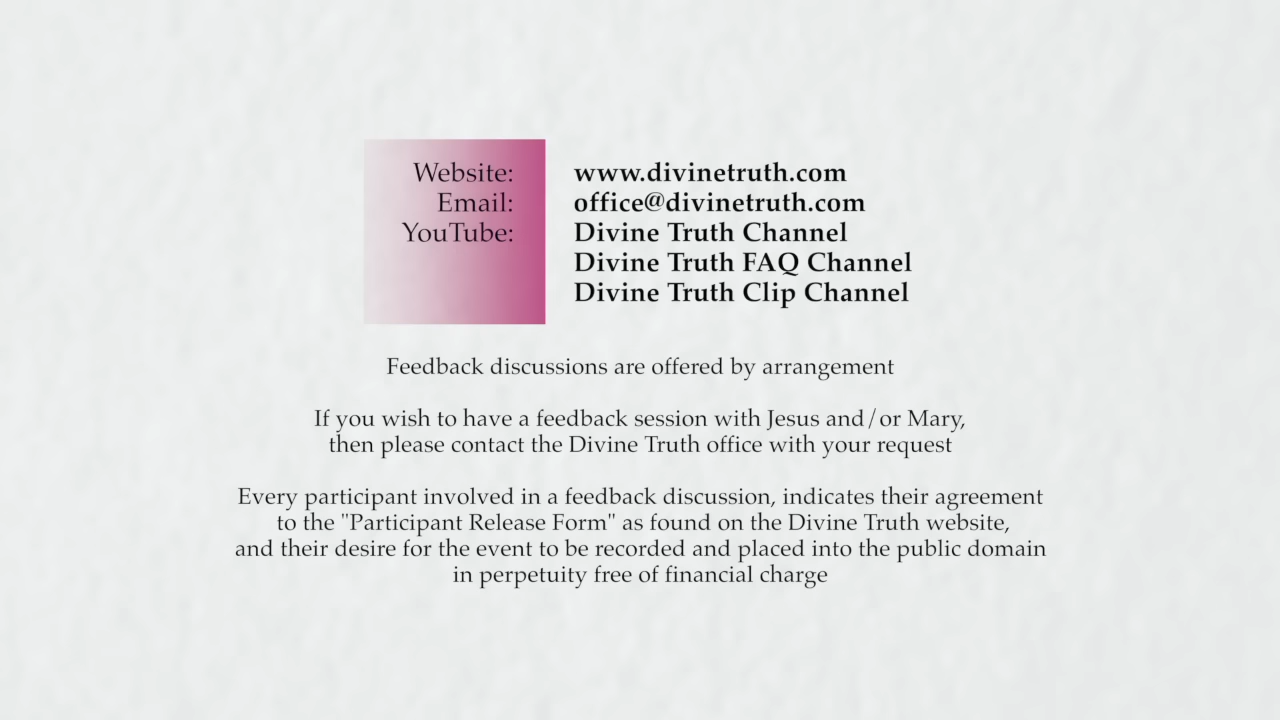 Website: www.divinetruth.com
Email: office@divinetruth.com
YouTube: Divine Truth Channel
Divine Truth FAQ Channel
Divine Truth Clip Channel
Feedback discussions are offered by arrangement
If you wish to have a feedback session with Jesus and/or Mary,
then please contact the Divine Truth office with your request
Every participant involved in a feedback discussion, indicates their agreement
to the "Participant Release Form" as found on the Divine Truth website,
and their desire for the event to be recorded and placed into the public domain
in perpetuity free of financial charge